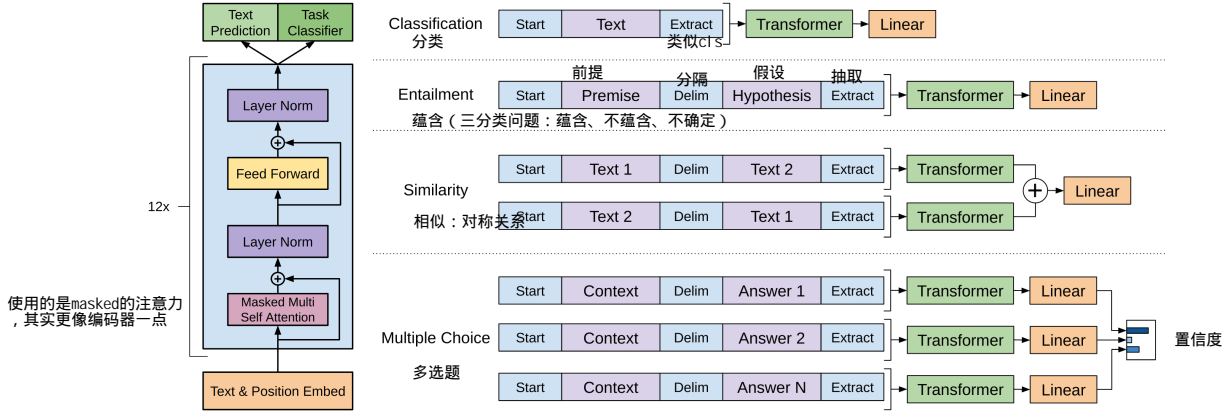 Text
Prediction
Task
Classifier
Layer Norm
+
Feed Forward
12x
Layer Norm
+
Masked Multi
Self Attention
使用的是masked的注意力
，其实更像编码器一点
Text & Position Embed
Classification
分类
Start
Text
Extract
类似cls
Transformer
Linear
Entailment
前提
分隔
假设
抽取
Start
Premise
Delim
Hypothesis
Extract
Transformer
Linear
蕴含（三分类问题：蕴含、不蕴含、不确定）
Similarity
相似：对称关系
Start
Text 1
Delim
Text 2
Extract
Transformer
Start
Text 2
Delim
Text 1
Extract
Transformer
+
Linear
Multiple Choice
多选题
Start
Context
Delim
Answer 1
Extract
Transformer
Linear
Start
Context
Delim
Answer 2
Extract
Transformer
Linear
Start
Context
Delim
Answer N
Extract
Transformer
Linear
置信度